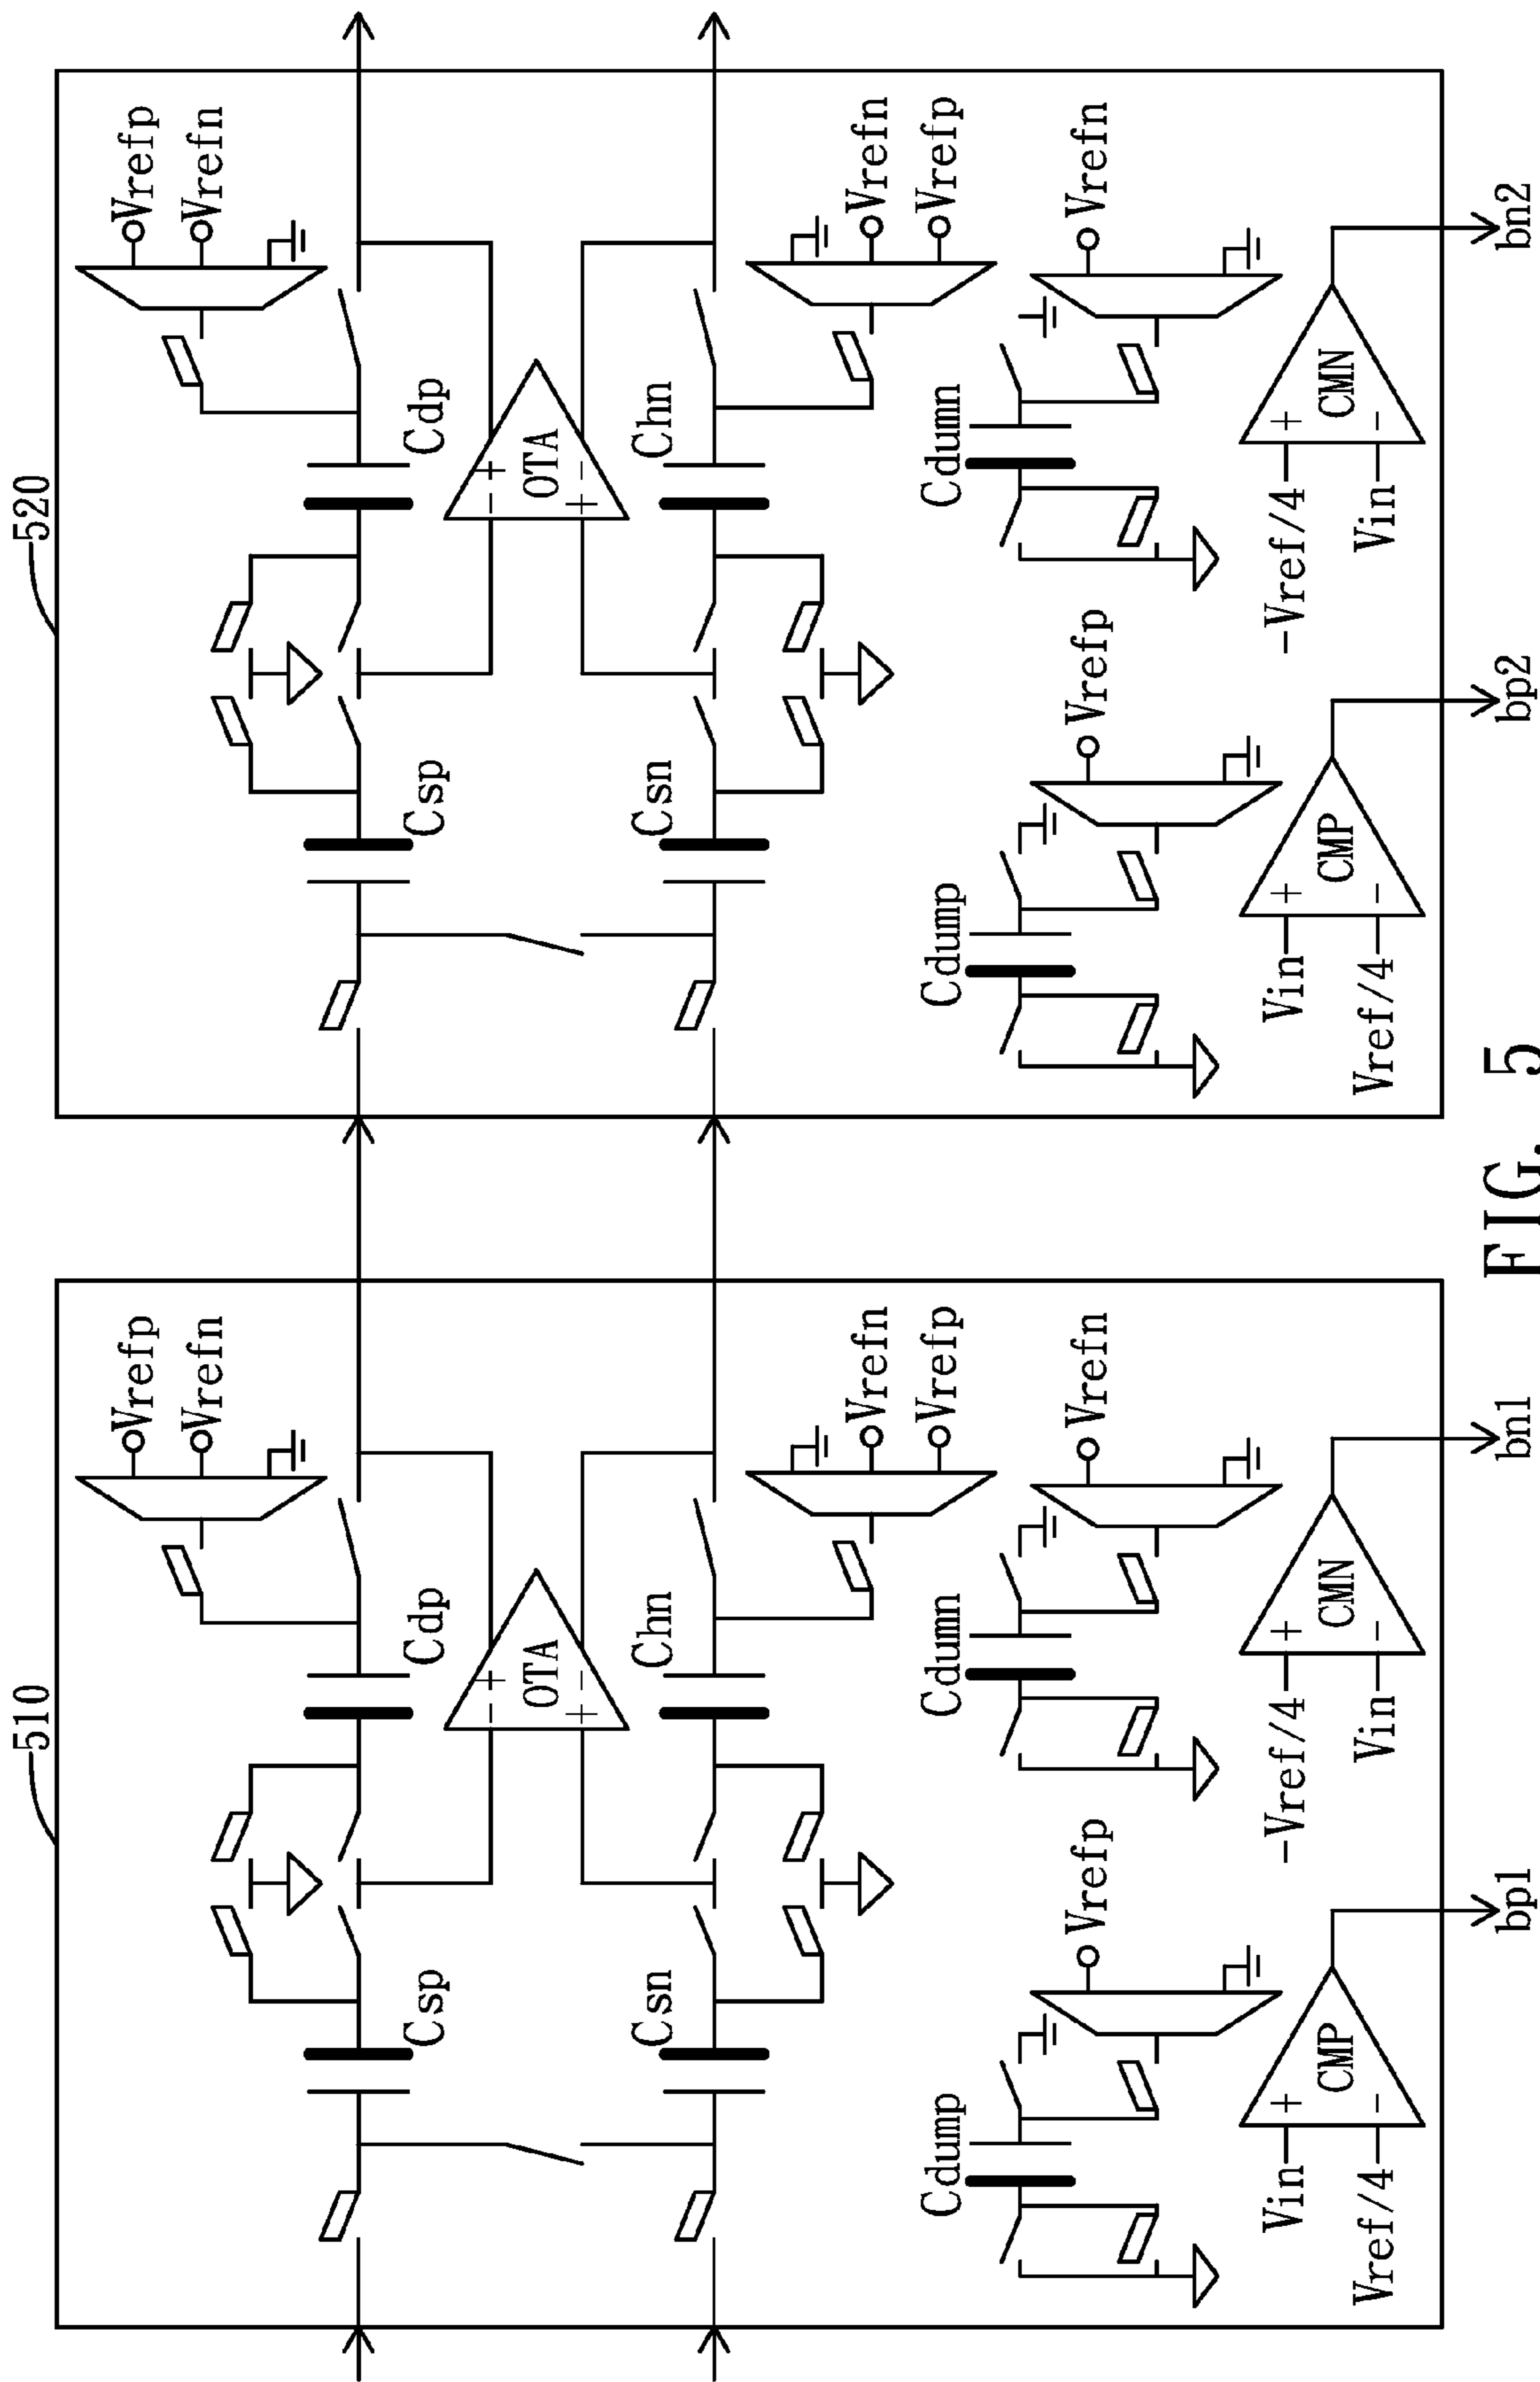 510
Vrefp
Vrefn
Csp
Cdp
- +
OTA
+ -
Csn
Chn
Vrefn
Vrefp
Cdump
Vrefp
Cdumn
Vrefn
Vin
+
CMP
Vref/4
-
-Vref/4
+
CMN
Vin
-
bp1
bn1
520
Vrefp
Vrefn
Csp
Cdp
- +
OTA
+ -
Csn
Chn
Vrefn
Vrefp
Cdump
Vrefp
Cdumn
Vrefn
Vin
+
CMP
Vref/4
-
-Vref/4
+
CMN
Vin
-
bp2
bn2
FIG. 5